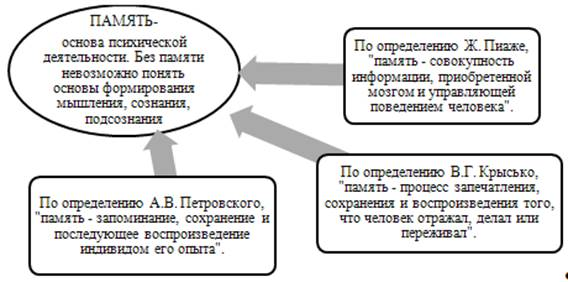 ПАМЯТЬ-
основа психической
деятельности. Без памяти
невозможно понять
основы формирования
мышления, сознания,
подсознания
По определению Ж. Пиаже,
"память - совокупность
информации, приобретенной
мозгом и управляющей
поведением человека".
По определению В.Г. Крысько,
"память - процесс запечатления,
сохранения и воспроизведения того,
что человек отражал, делал или
переживал".
По определению А.В. Петровского,
"память - запоминание, сохранение и
последующее воспроизведение
индивидом его опыта".